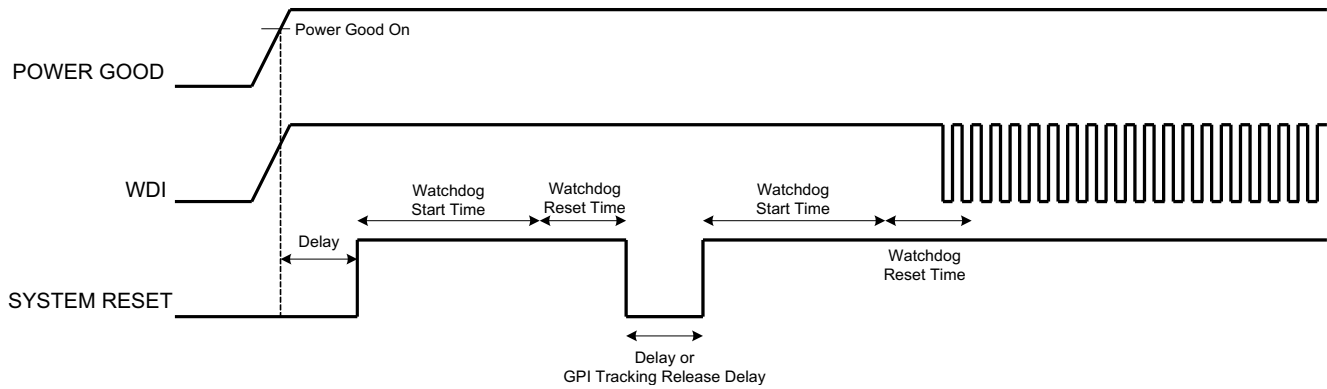 Power Good On
POWER GOOD
WDI
Watchdog
Start Time
Watchdog
Reset Time
Watchdog
Start Time
Delay
Watchdog
Reset Time
SYSTEM RESET
Delay or
GPI Tracking Release Delay